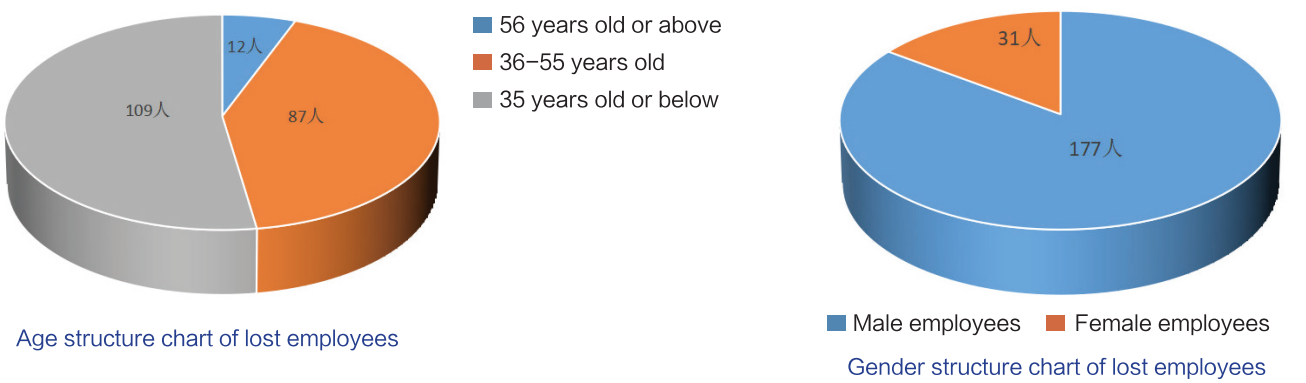 12人
109人
87人
56 years old or above
36–55 years old
35 years old or below
Age structure chart of lost employees
31人
177人
Male employees
Female employees
Gender structure chart of lost employees